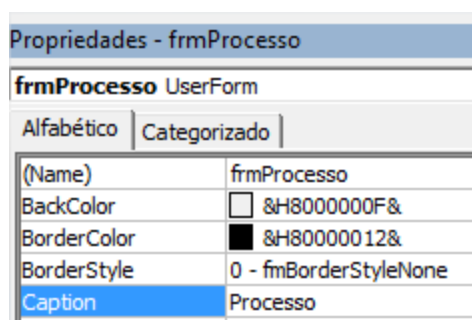 Propriedades - frmProcesso
frmProcesso UserForm
Alfabético Categorizado
(Name) frmProcesso
BackColor &H8000000F&
BorderColor &H80000012&
BorderStyle 0 - fmBorderStyleNone
Caption Processo